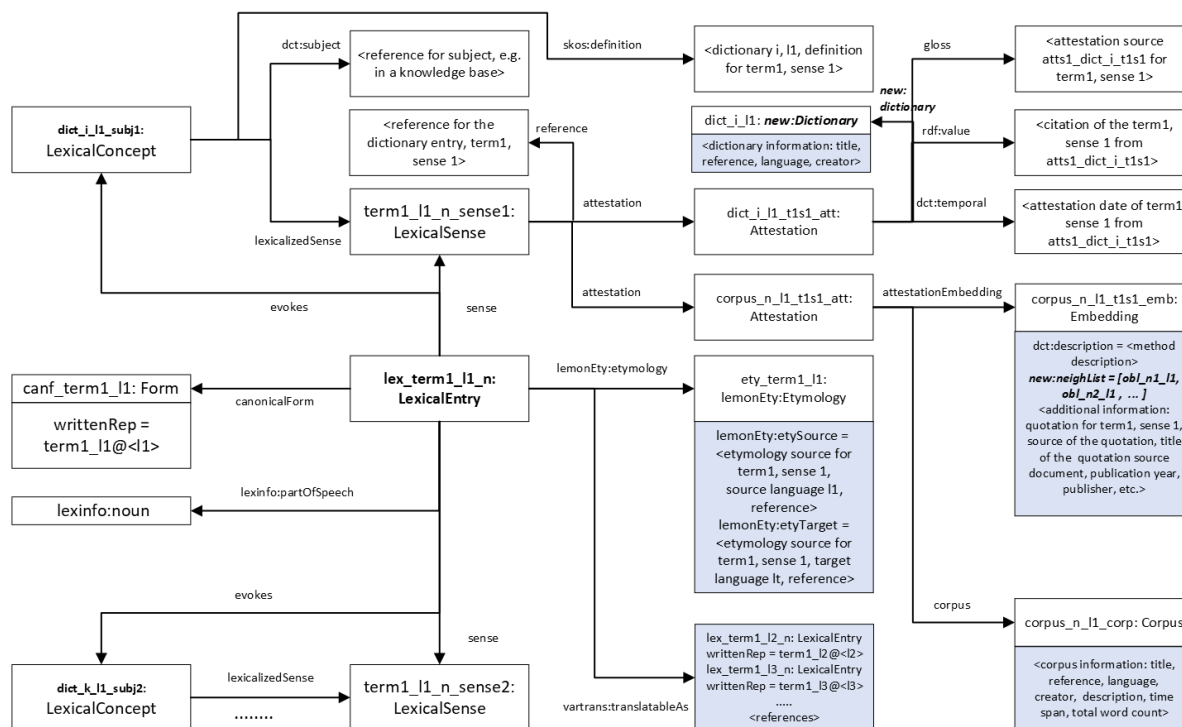 dct:subject
<reference for subject, e.g.
in a knowledge base>
skos:definition
<dictionary i, l1, definition
for term1, sense 1>
gloss
<attestation source
atts1_dict_i_t1s1 for
term1, sense 1>
dict_i_l1_subj1:
LexicalConcept
<reference for the
dictionary entry, term1,
sense 1>
reference
dict_i_l1: new:Dictionary
<dictionary information: title,
reference, language, creator>
new:
dictionary
rdf:value
<citation of the term1,
sense 1 from
atts1_dict_i_t1s1>
lexicalizedSense
term1_l1_n_sense1:
LexicalSense
attestation
dict_i_l1_t1s1_att:
Attestation
dct:temporal
<attestation date of term1,
sense 1 from
atts1_dict_i_t1s1>
evokes
sense
attestation
corpus_n_l1_t1s1_att:
Attestation
attestationEmbedding
corpus_n_l1_t1s1_emb:
Embedding
dct:description = <method
description>
new:neighList = [obl_n1_l1,
obl_n2_l1 , ... ]
<additional information:
quotation for term1, sense 1,
source of the quotation, title
of the quotation source
document, publication year,
publisher, etc.>
canf_term1_l1: Form
writtenRep =
term1_l1@<l1>
canonicalForm
lex_term1_l1_n:
LexicalEntry
lemonEty:etymology
ety_term1_l1:
lemonEty:Etymology
lemonEty:etySource =
<etymology source for
term1, sense 1,
source language l1,
reference>
lemonEty:etyTarget =
<etymology source for
term1, sense 1, target
language lt, reference>
lexinfo:partOfSpeech
lexinfo:noun
evokes
sense
corpus
corpus_n_l1_corp: Corpus
<corpus information: title,
reference, language,
creator, description, time
span, total word count>
dict_k_l1_subj2:
LexicalConcept
lexicalizedSense
........
term1_l1_n_sense2:
LexicalSense
vartrans:translatableAs
lex_term1_l2_n: LexicalEntry
writtenRep = term1_l2@<l2>
lex_term1_l3_n: LexicalEntry
writtenRep = term1_l3@<l3>
.....
<references>